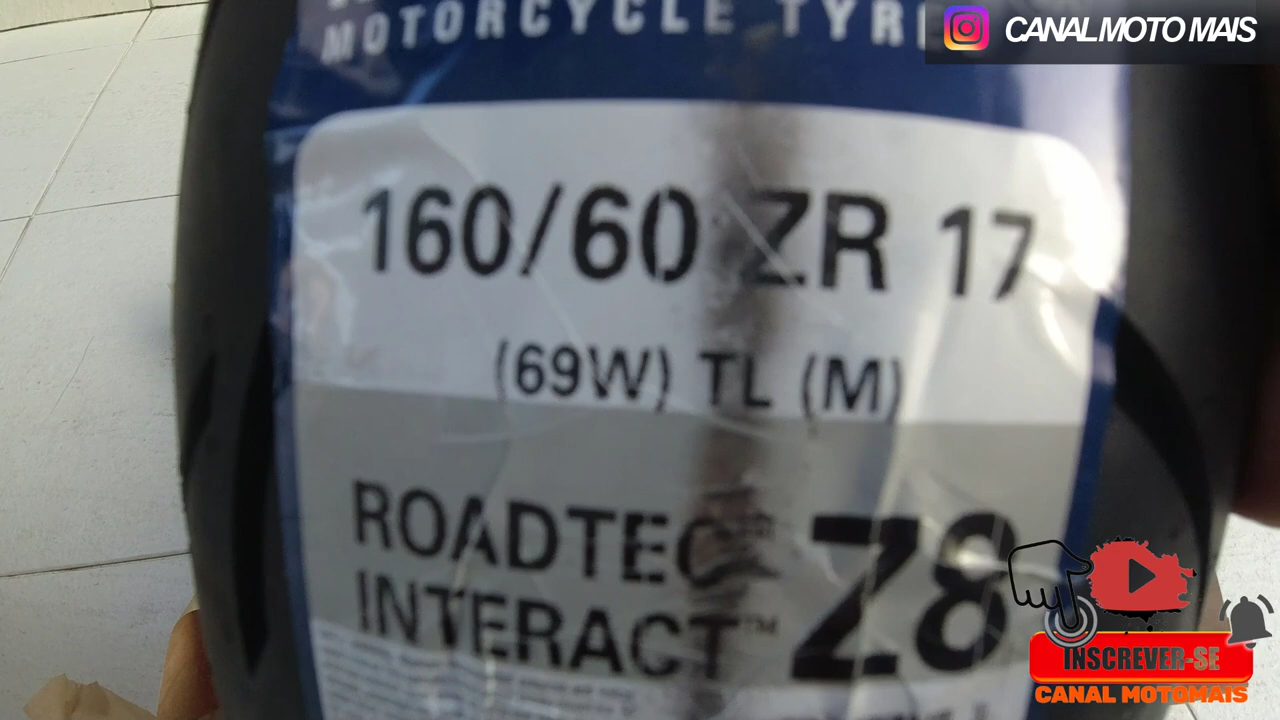 MOTORCYCLE TYR
CANAL MOTO MAIS
160/60 ZR 17
(69W) TL (M)
ROADTEC
INTERACT™
Z8
INSCREVER-SE
CANAL MOTOMAIS